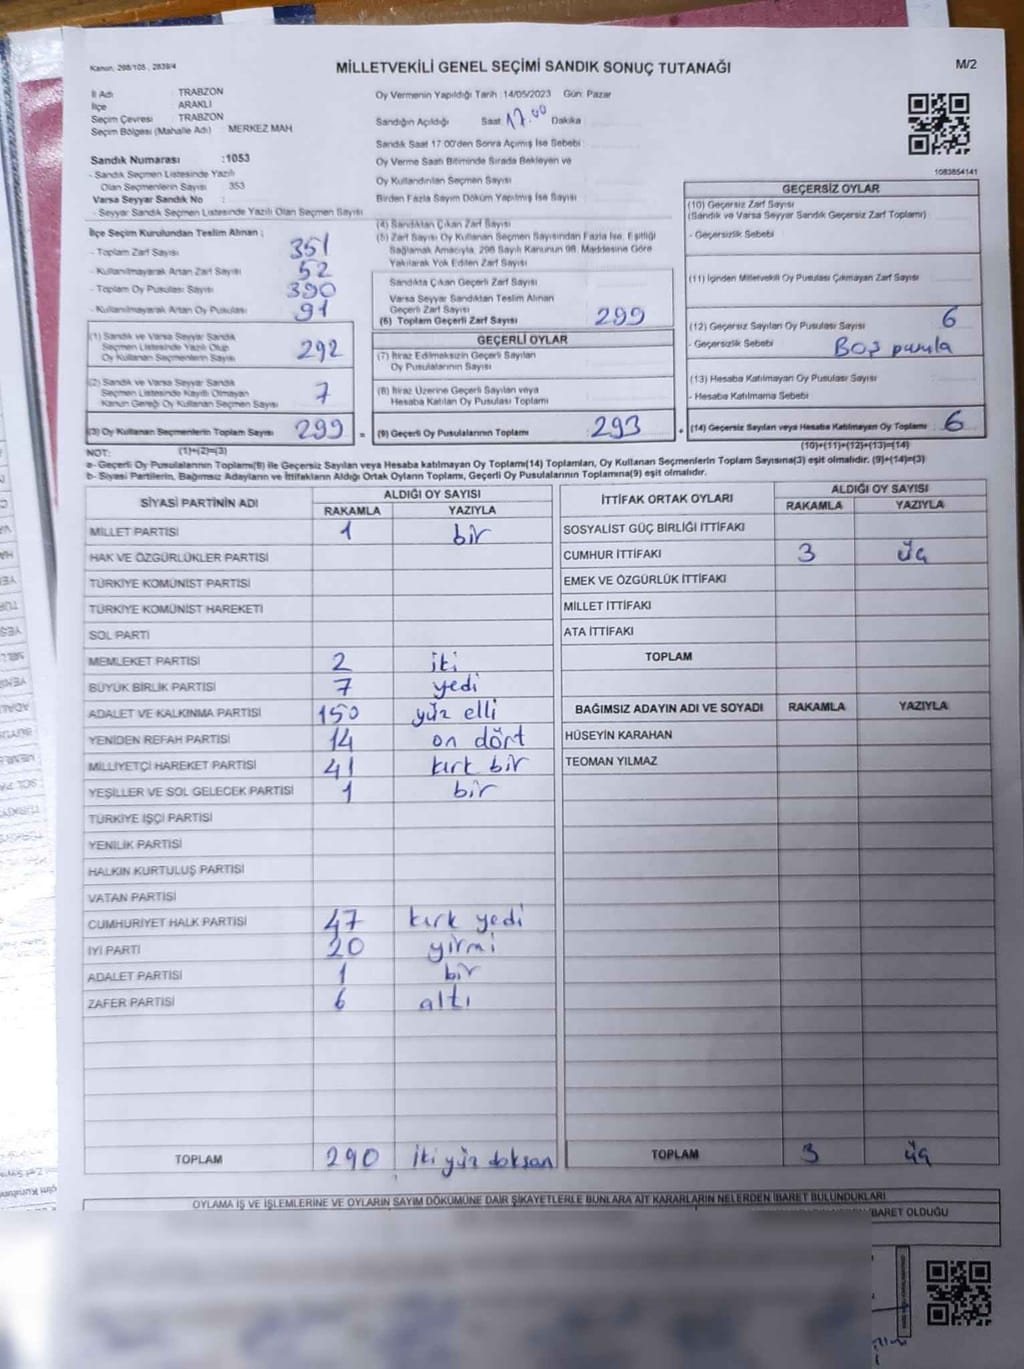 Kanun, 298/105 , 2839/4
MİLLETVEKİLİ GENEL SEÇİMİ SANDIK SONUÇ TUTANAĞI
M/2
İl Adı : TRABZON
İlçe : ARAKLI
Seçim Çevresi : TRABZON
Seçim Bölgesi (Mahalle Adı) MERKEZ MAH
Sandık Numarası :1053
- Sandık Seçmen Listesinde Yazılı
Olan Seçmenlerin Sayısı 353
Varsa Seyyar Sandık No :
- Seyyar Sandık Seçmen Listesinde Yazılı Olan Seçmen Sayısı
İlçe Seçim Kurulundan Teslim Alınan ;
- Toplam Zarf Sayısı 351
- Kullanılmayarak Artan Zarf Sayısı 52
- Toplam Oy Pusulası Sayısı 390
- Kullanılmayarak Artan Oy Pusulası 91
(1) Sandık ve Varsa Seyyar Sandık
Seçmen Listesinde Yazılı Olup
Oy Kullanan Seçmenlerin Sayısı 292
(2) Sandık ve Varsa Seyyar Sandık
Seçmen Listesinde Kayıtlı Olmayan
Kanun Gereği Oy Kullanan Seçmen Sayısı 7
(3) Oy Kullanan Seçmenlerin Toplam Sayısı 299 =
Oy Vermenin Yapıldığı Tarih :14/05/2023 Gün: Pazar
Sandığın Açıldığı Saat 17.00 Dakika
Sandık Saat 17:00'den Sonra Açılmış İse Sebebi
Oy Verme Saati Bitiminde Sırada Bekleyen ve
Oy Kullandırılan Seçmen Sayısı
Birden Fazla Sayım Döküm Yapılmış İse Sayısı
(4) Sandıktan Çıkan Zarf Sayısı
(5) Zarf Sayısı Oy Kullanan Seçmen Sayısından Fazla İse, Eşitliği
Sağlamak Amacıyla, 298 Sayılı Kanunun 98. Maddesine Göre
Yakılarak Yok Edilen Zarf Sayısı
Sandıkta Çıkan Geçerli Zarf Sayısı
Varsa Seyyar Sandıktan Teslim Alınan
Geçerli Zarf Sayısı
(6) Toplam Geçerli Zarf Sayısı 299
GEÇERLİ OYLAR
(7) İtiraz Edilmeksizin Geçerli Sayılan
Oy Pusulalarının Sayısı
(8) İtiraz Üzerine Geçerli Sayılan veya
Hesaba Katılan Oy Pusulası Toplamı
(9) Geçerli Oy Pusulalarının Toplamı 293 +
1083854141
GEÇERSİZ OYLAR
(10) Geçersiz Zarf Sayısı
(Sandık ve Varsa Seyyar Sandık Geçersiz Zarf Toplamı)
- Geçersizlik Sebebi
(11) İçinden Milletvekili Oy Pusulası Çıkmayan Zarf Sayısı
(12) Geçersiz Sayılan Oy Pusulası Sayısı 6
- Geçersizlik Sebebi Boş pusula
(13) Hesaba Katılmayan Oy Pusulası Sayısı
- Hesaba Katılmama Sebebi
(14) Geçersiz Sayılan veya Hesaba Katılmayan Oy Toplamı : 6
NOT: (1)+(2)=(3) (10)+(11)+(12)+(13)=(14)
a- Geçerli Oy Pusulalarının Toplamı(9) ile Geçersiz Sayılan veya Hesaba katılmayan Oy Toplam(14) Toplamları, Oy Kullanan Seçmenlerin Toplam Sayısına(3) eşit olmalıdır. (9)+(14)=(3)
b- Siyasi Partilerin, Bağımsız Adayların ve İttifakların Aldığı Ortak Oyların Toplamı, Geçerli Oy Pusulalarının Toplamına(9) eşit olmalıdır.
SİYASİ PARTİNİN ADI ALDIĞI OY SAYISI
RAKAMLA YAZIYLA
MİLLET PARTİSİ 1 bir
HAK VE ÖZGÜRLÜKLER PARTİSİ
TÜRKİYE KOMÜNİST PARTİSİ
TÜRKİYE KOMÜNİST HAREKETİ
SOL PARTİ
MEMLEKET PARTİSİ 2 iki
BÜYÜK BİRLİK PARTİSİ 7 yedi
ADALET VE KALKINMA PARTİSİ 150 yüz elli
YENİDEN REFAH PARTİSİ 14 on dört
MİLLİYETÇİ HAREKET PARTİSİ 41 kırk bir
YEŞİLLER VE SOL GELECEK PARTİSİ 1 bir
TÜRKİYE İŞÇİ PARTİSİ
YENİLİK PARTİSİ
HALKIN KURTULUŞ PARTİSİ
VATAN PARTİSİ
CUMHURİYET HALK PARTİSİ 47 kırk yedi
İYİ PARTİ 20 yirmi
ADALET PARTİSİ 1 bir
ZAFER PARTİSİ 6 altı
TOPLAM 290 iki yüz doksan
İTTİFAK ORTAK OYLARI ALDIĞI OY SAYISI
RAKAMLA YAZIYLA
SOSYALİST GÜÇ BİRLİĞİ İTTİFAKI
CUMHUR İTTİFAKI 3 üç
EMEK VE ÖZGÜRLÜK İTTİFAKI
MİLLET İTTİFAKI
ATA İTTİFAKI
TOPLAM
BAĞIMSIZ ADAYIN ADI VE SOYADI RAKAMLA YAZIYLA
HÜSEYİN KARAHAN
TEOMAN YILMAZ
TOPLAM 3 üç
OYLAMA İŞ VE İŞLEMLERİNE VE OYLARIN SAYIM DÖKÜMÜNE DAİR ŞİKAYETLERLE BUNLARA AİT KARARLARIN NELERDEN İBARET BULUNDUKLARI
İBARET OLDUĞU